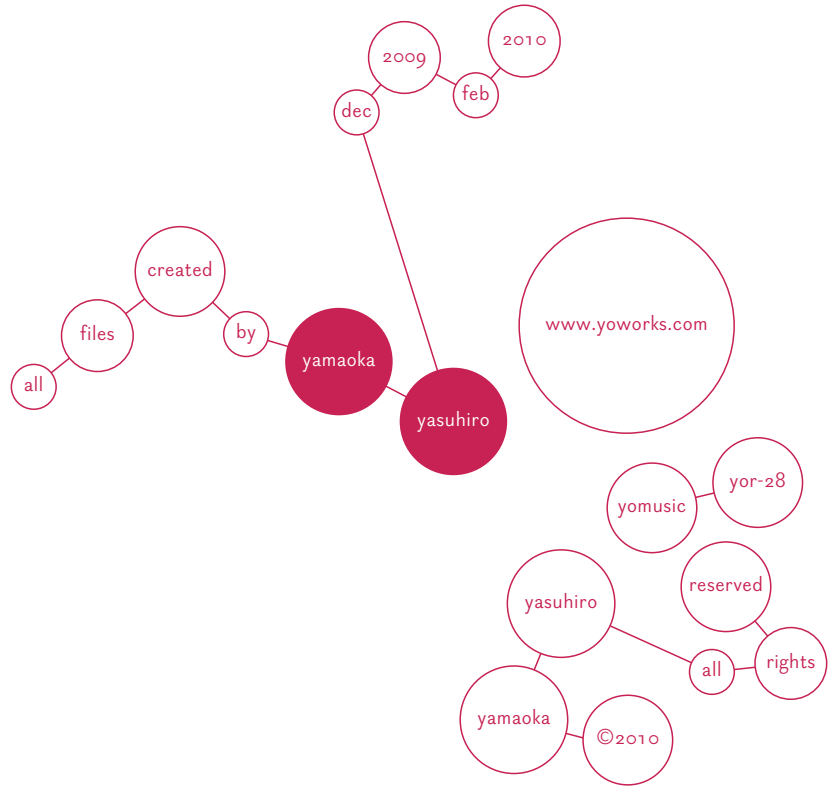 all files created by yamaoka yasuhiro dec 2009 feb 2010
www.yoworks.com
yomusic yor-28
©2010 yamaoka yasuhiro all rights reserved